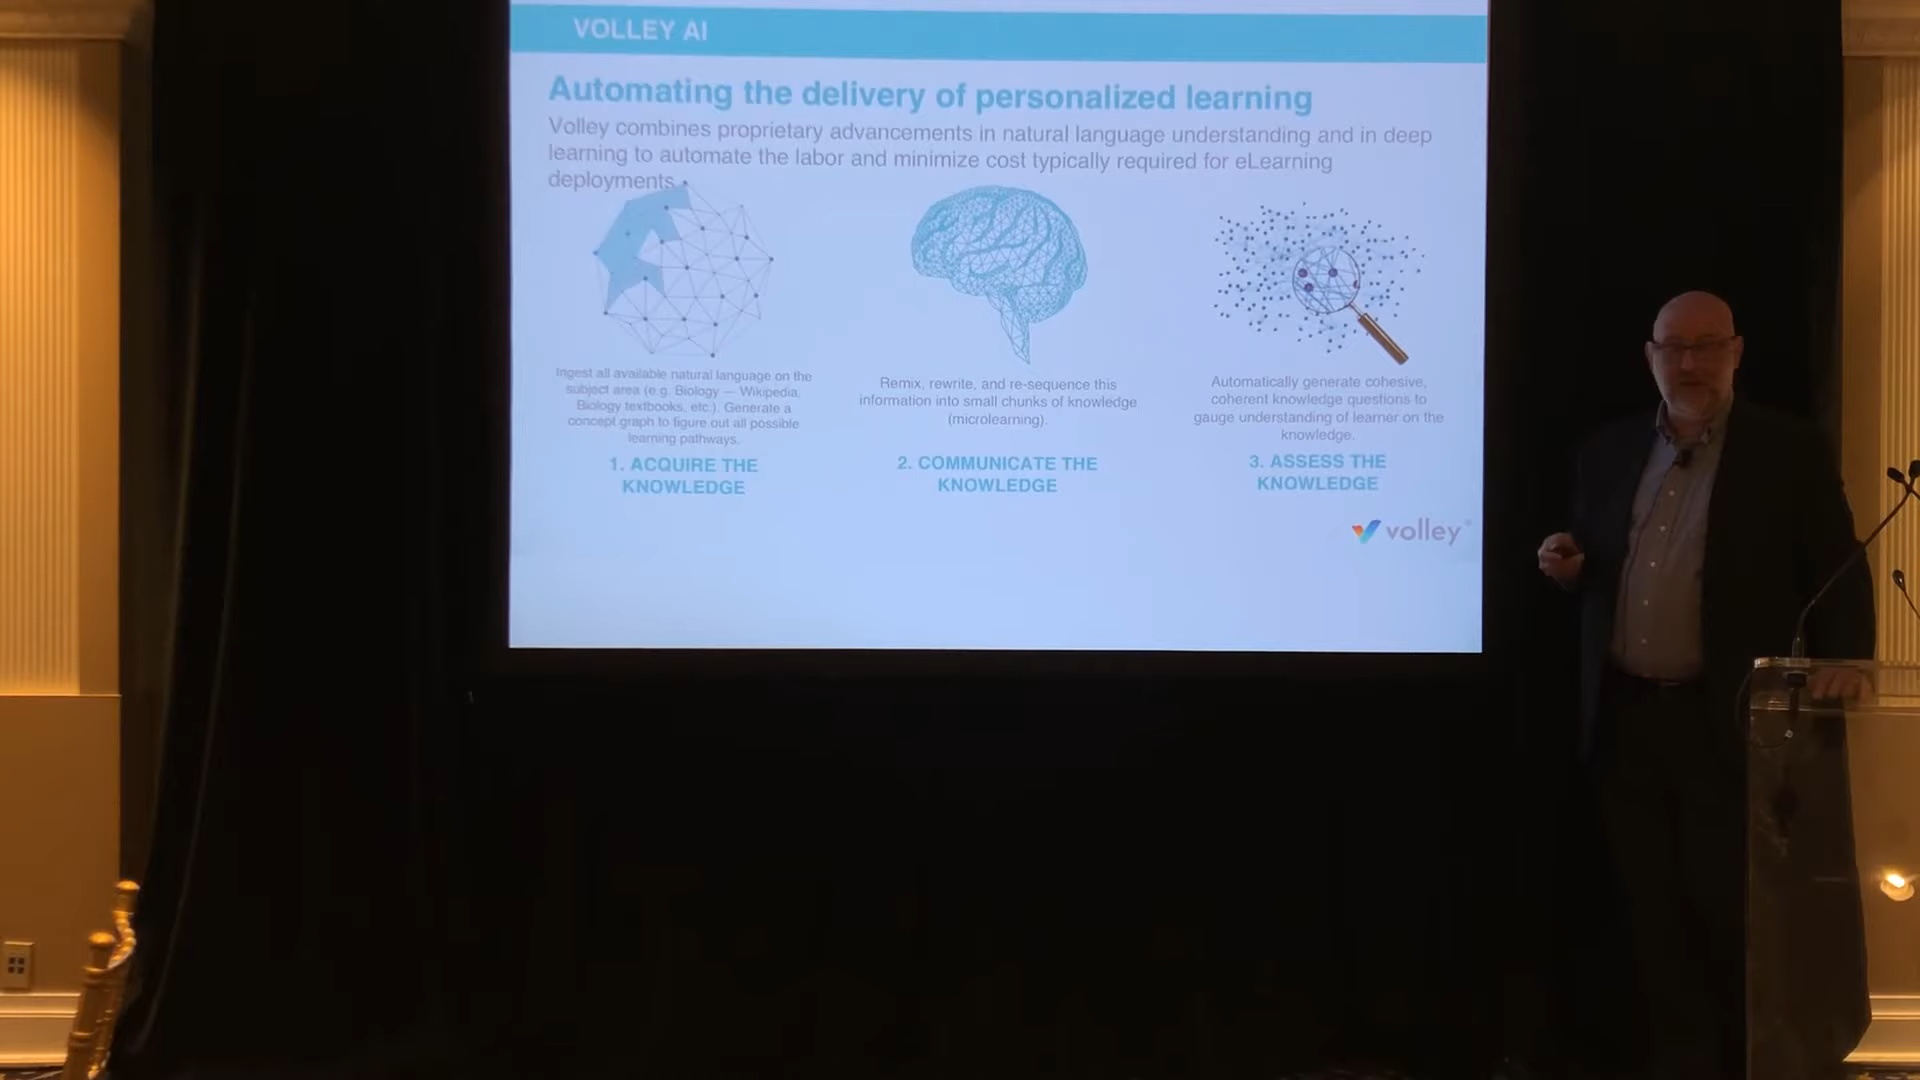 VOLLEY AI
Automating the delivery of personalized learning
Volley combines proprietary advancements in natural language understanding and in deep
learning to automate the labor and minimize cost typically required for eLearning
deployments.
Ingest all available natural language on the
subject area (e.g. Biology — Wikipedia,
Biology textbooks, etc.). Generate a
concept graph to figure out all possible
learning pathways.
1. ACQUIRE THE
KNOWLEDGE
Remix, rewrite, and re-sequence this
information into small chunks of knowledge
(microlearning).
2. COMMUNICATE THE
KNOWLEDGE
Automatically generate cohesive,
coherent knowledge questions to
gauge understanding of learner on the
knowledge.
3. ASSESS THE
KNOWLEDGE
volley